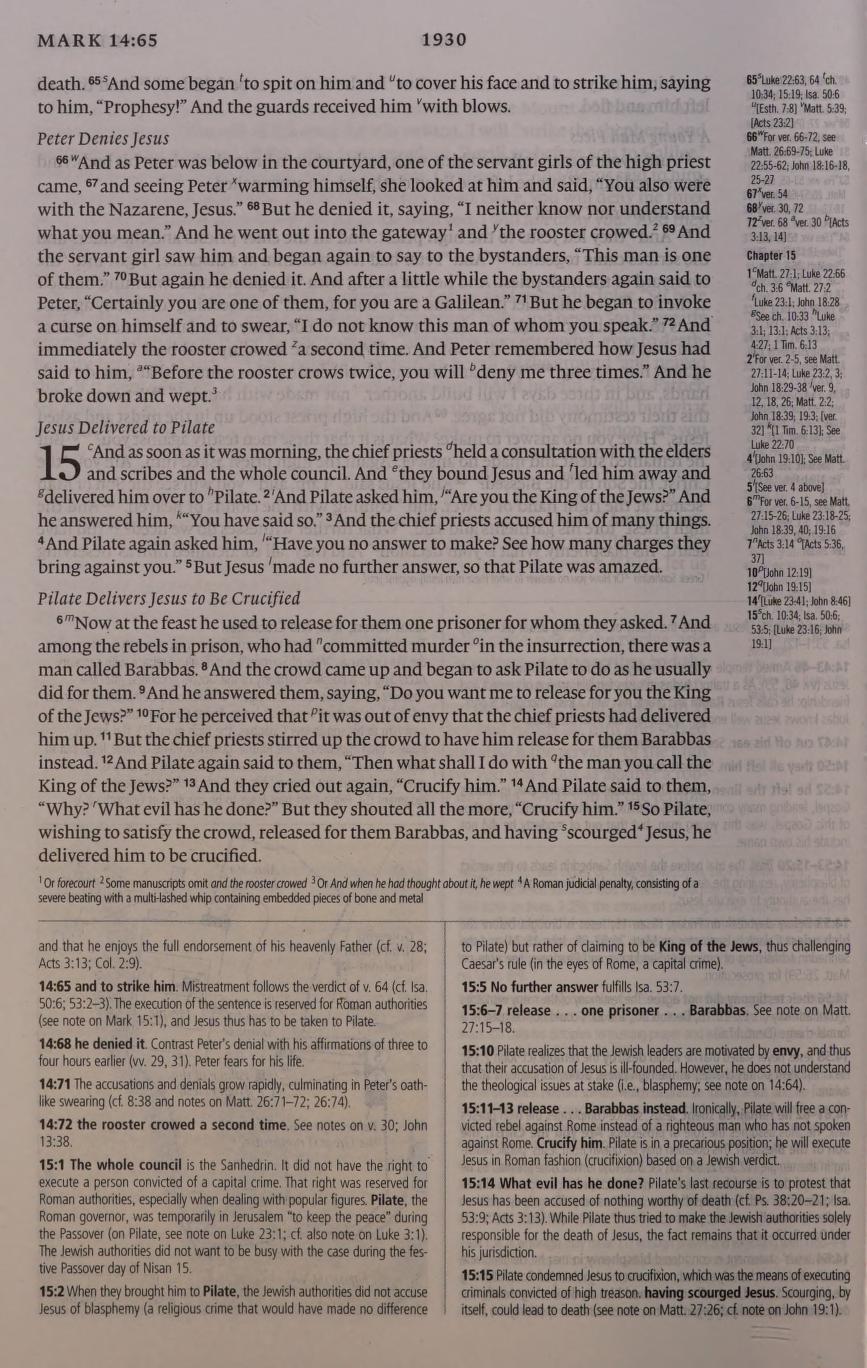 MARK 14:65
1930
death. 65 sAnd some began tto spit on him and uto cover his face and to strike him, saying
to him, “Prophesy!” And the guards received him vwith blows.
Peter Denies Jesus
66 wAnd as Peter was below in the courtyard, one of the servant girls of the high priest
came, 67 and seeing Peter xwarming himself, she looked at him and said, “You also were
with the Nazarene, Jesus.” 68 But he denied it, saying, “I neither know nor understand
what you mean.” And he went out into the gateway1 and ythe rooster crowed.2 69 And
the servant girl saw him and began again to say to the bystanders, “This man is one
of them.” 70 But again he denied it. And after a little while the bystanders again said to
Peter, “Certainly you are one of them, for you are a Galilean.” 71 But he began to invoke
a curse on himself and to swear, “I do not know this man of whom you speak.” 72 And
immediately the rooster crowed za second time. And Peter remembered how Jesus had
said to him, a“Before the rooster crows twice, you will bdeny me three times.” And he
broke down and wept.3
Jesus Delivered to Pilate
15 cAnd as soon as it was morning, the chief priests dheld a consultation with the elders
and scribes and the whole council. And ethey bound Jesus and fled him away and
gdelivered him over to hPilate. 2 iAnd Pilate asked him, j“Are you the King of the Jews?” And
he answered him, k“You have said so.” 3 And the chief priests accused him of many things.
4 And Pilate again asked him, l“Have you no answer to make? See how many charges they
bring against you.” 5 But Jesus lmade no further answer, so that Pilate was amazed.
Pilate Delivers Jesus to Be Crucified
6 mNow at the feast he used to release for them one prisoner for whom they asked. 7 And
among the rebels in prison, who had ncommitted murder oin the insurrection, there was a
man called Barabbas. 8 And the crowd came up and began to ask Pilate to do as he usually
did for them. 9 And he answered them, saying, “Do you want me to release for you the King
of the Jews?” 10 For he perceived that pit was out of envy that the chief priests had delivered
him up. 11 But the chief priests stirred up the crowd to have him release for them Barabbas
instead. 12 And Pilate again said to them, “Then what shall I do with qthe man you call the
King of the Jews?” 13 And they cried out again, “Crucify him.” 14 And Pilate said to them,
“Why? rWhat evil has he done?” But they shouted all the more, “Crucify him.” 15 So Pilate,
wishing to satisfy the crowd, released for them Barabbas, and having sscourged4 Jesus, he
delivered him to be crucified.
1 Or forecourt 2 Some manuscripts omit and the rooster crowed 3 Or And when he had thought about it, he wept 4 A Roman judicial penalty, consisting of a
severe beating with a multi-lashed whip containing embedded pieces of bone and metal
65 sLuke 22:63, 64 tch.
10:34; 15:19; Isa. 50:6
u[Esth. 7:8] vMatt. 5:39;
[Acts 23:2]
66 wFor ver. 66-72, see
Matt. 26:69-75; Luke
22:55-62; John 18:16-18,
25-27
67 xver. 54
68 yver. 30, 72
72 zver. 68 aver. 30 b[Acts
3:13, 14]
Chapter 15
1 cMatt. 27:1; Luke 22:66
dch. 3:6 eMatt. 27:2
fLuke 23:1; John 18:28
gSee ch. 10:33 hLuke
3:1; 13:1; Acts 3:13;
4:27; 1 Tim. 6:13
2 iFor ver. 2-5, see Matt.
27:11-14; Luke 23:2, 3;
John 18:29-38 jver. 9,
12, 18, 26; Matt. 2:2;
John 18:39; 19:3; [ver.
32] k[1 Tim. 6:13]; See
Luke 22:70
4 l[John 19:10]; See Matt.
26:63
5 l[See ver. 4 above]
6 mFor ver. 6-15, see Matt.
27:15-26; Luke 23:18-25;
John 18:39, 40; 19:16
7 nActs 3:14 o[Acts 5:36,
37]
10 p[John 12:19]
12 q[John 19:15]
14 r[Luke 23:41; John 8:46]
15 sch. 10:34; Isa. 50:6;
53:5; [Luke 23:16; John
19:1]
and that he enjoys the full endorsement of his heavenly Father (cf. v. 28;
Acts 3:13; Col. 2:9).
14:65 and to strike him. Mistreatment follows the verdict of v. 64 (cf. Isa.
50:6; 53:2–3). The execution of the sentence is reserved for Roman authorities
(see note on Mark 15:1), and Jesus thus has to be taken to Pilate.
14:68 he denied it. Contrast Peter's denial with his affirmations of three to
four hours earlier (vv. 29, 31). Peter fears for his life.
14:71 The accusations and denials grow rapidly, culminating in Peter's oath-
like swearing (cf. 8:38 and notes on Matt. 26:71–72; 26:74).
14:72 the rooster crowed a second time. See notes on v. 30; John
13:38.
15:1 The whole council is the Sanhedrin. It did not have the right to
execute a person convicted of a capital crime. That right was reserved for
Roman authorities, especially when dealing with popular figures. Pilate, the
Roman governor, was temporarily in Jerusalem “to keep the peace” during
the Passover (on Pilate, see note on Luke 23:1; cf. also note on Luke 3:1).
The Jewish authorities did not want to be busy with the case during the fes-
tive Passover day of Nisan 15.
15:2 When they brought him to Pilate, the Jewish authorities did not accuse
Jesus of blasphemy (a religious crime that would have made no difference
to Pilate) but rather of claiming to be King of the Jews, thus challenging
Caesar's rule (in the eyes of Rome, a capital crime).
15:5 No further answer fulfills Isa. 53:7.
15:6–7 release . . . one prisoner . . . Barabbas. See note on Matt.
27:15–18.
15:10 Pilate realizes that the Jewish leaders are motivated by envy, and thus
that their accusation of Jesus is ill-founded. However, he does not understand
the theological issues at stake (i.e., blasphemy; see note on 14:64).
15:11–13 release . . . Barabbas instead. Ironically, Pilate will free a con-
victed rebel against Rome instead of a righteous man who has not spoken
against Rome. Crucify him. Pilate is in a precarious position; he will execute
Jesus in Roman fashion (crucifixion) based on a Jewish verdict.
15:14 What evil has he done? Pilate's last recourse is to protest that
Jesus has been accused of nothing worthy of death (cf. Ps. 38:20–21; Isa.
53:9; Acts 3:13). While Pilate thus tried to make the Jewish authorities solely
responsible for the death of Jesus, the fact remains that it occurred under
his jurisdiction.
15:15 Pilate condemned Jesus to crucifixion, which was the means of executing
criminals convicted of high treason. having scourged Jesus. Scourging, by
itself, could lead to death (see note on Matt. 27:26; cf. note on John 19:1).